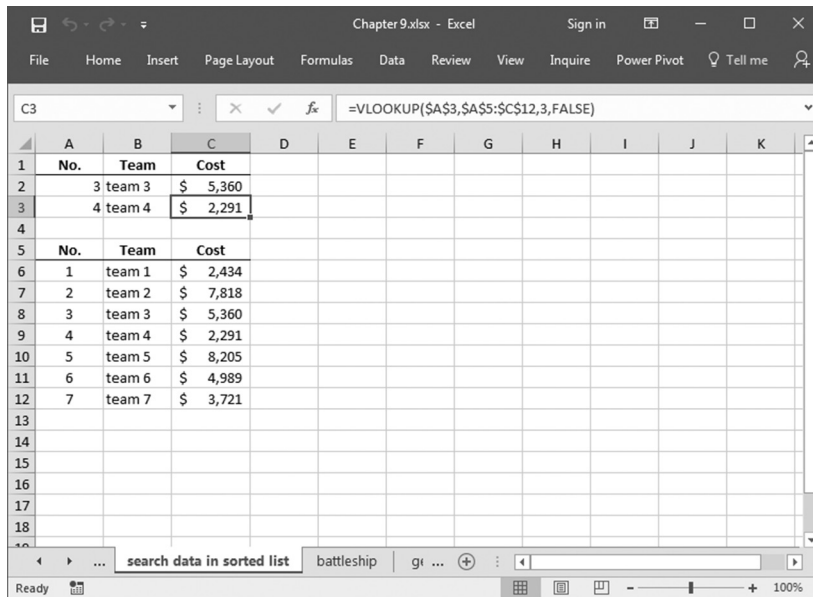 Chapter 9.xlsx - Excel Sign in
File Home Insert Page Layout Formulas Data Review View Inquire Power Pivot Tell me
C3 fx =VLOOKUP($A$3,$A$5:$C$12,3,FALSE)
A B C D E F G H I J K
1 No. Team Cost
2 3 team 3 $ 5,360
3 4 team 4 $ 2,291
4
5 No. Team Cost
6 1 team 1 $ 2,434
7 2 team 2 $ 7,818
8 3 team 3 $ 5,360
9 4 team 4 $ 2,291
10 5 team 5 $ 8,205
11 6 team 6 $ 4,989
12 7 team 7 $ 3,721
13
14
15
16
17
18
... search data in sorted list battleship ge ...
Ready 100%